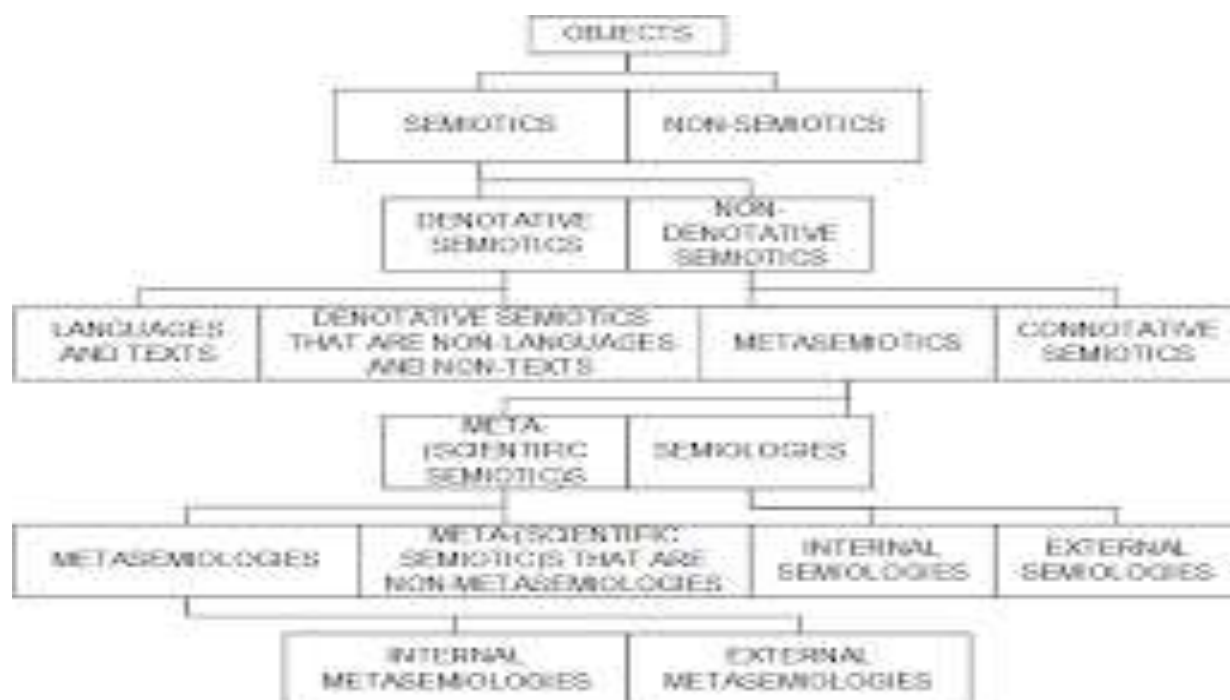 OBJECTS
SEMIOTICS
NON-SEMIOTICS
DENOTATIVE
SEMIOTICS
NON-
DENOTATIVE
SEMIOTICS
LANGUAGES
AND TEXTS
DENOTATIVE SEMIOTICS
THAT ARE NON-LANGUAGES
AND NON-TEXTS
METASEMIOTICS
CONNOTATIVE
SEMIOTICS
META-
(SCIENTIFIC
SEMIOTIC)S
SEMIOLOGIES
METASEMIOLOGIES
META-(SCIENTIFIC
SEMIOTIC)S THAT ARE
NON-METASEMIOLOGIES
INTERNAL
SEMIOLOGIES
EXTERNAL
SEMIOLOGIES
INTERNAL
METASEMIOLOGIES
EXTERNAL
METASEMIOLOGIES